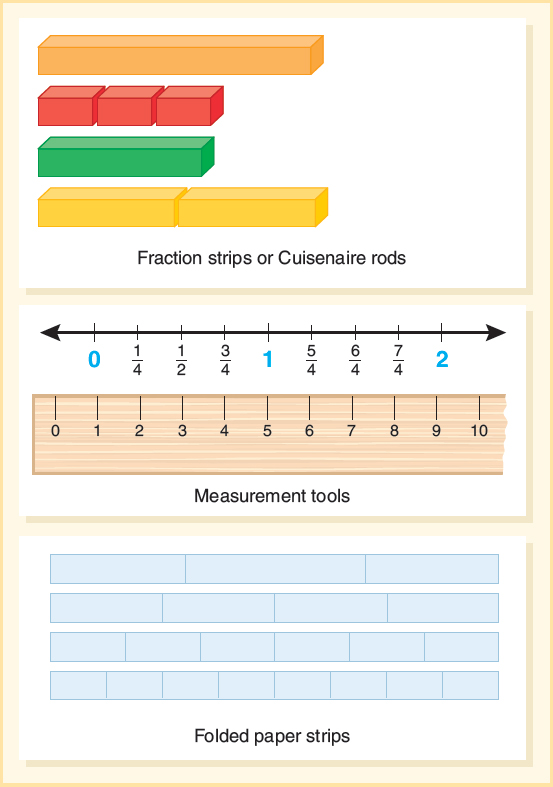 Fraction strips or Cuisenaire rods
0 1/4 1/2 3/4 1 5/4 6/4 7/4 2
0 1 2 3 4 5 6 7 8 9 10
Measurement tools
Folded paper strips